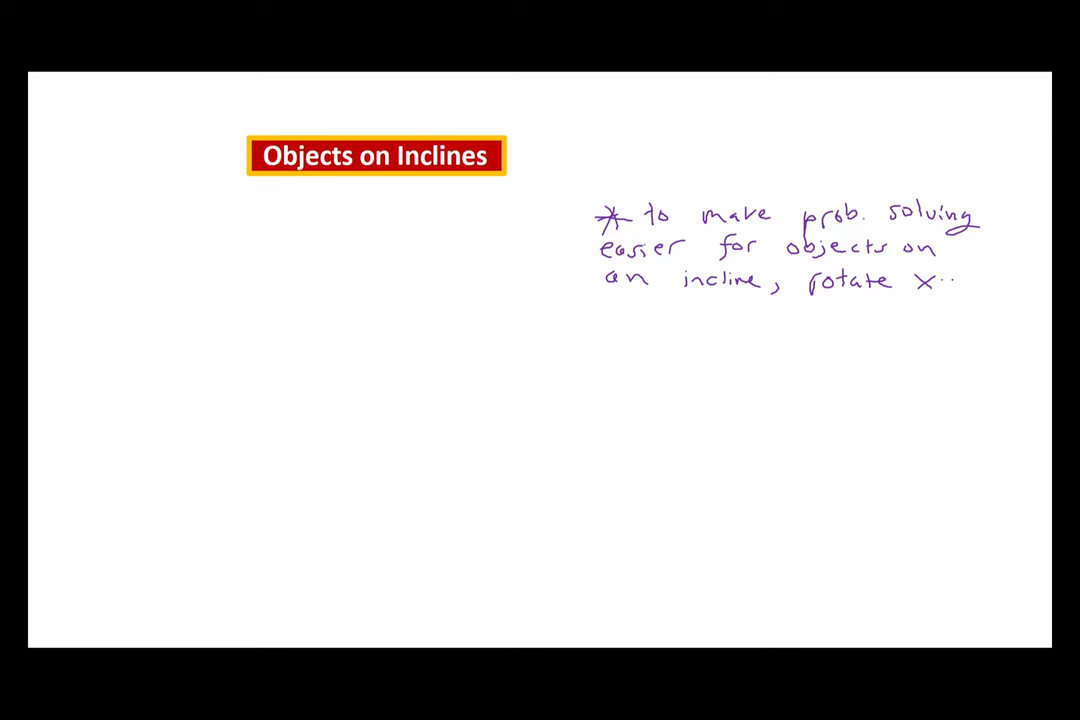 Objects on Inclines
* to make prob. solving
easier for objects on
an incline, rotate x..